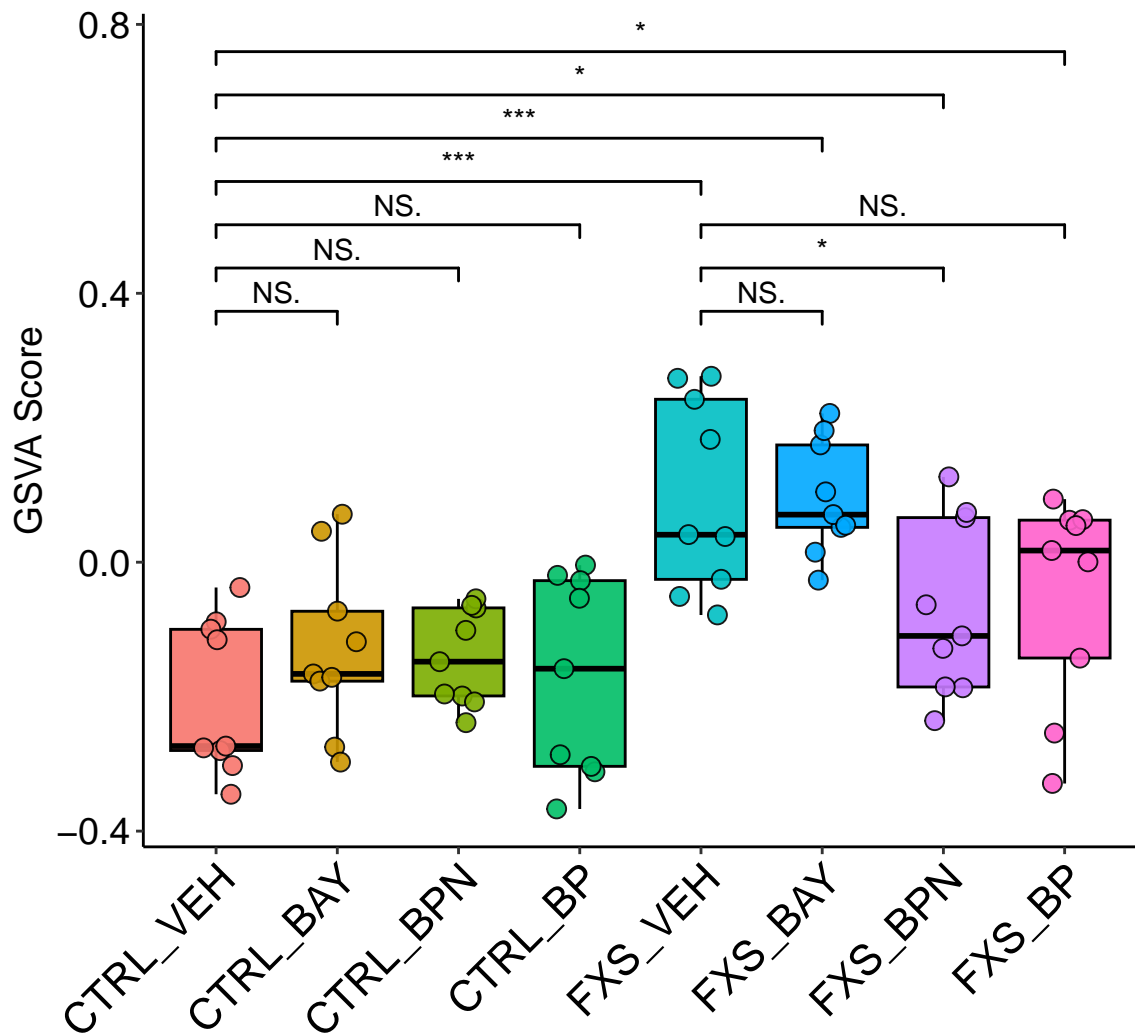 0.8
*
*
***
***
NS.
NS.
NS.
*
NS.
0.4
NS.
GSVA Score
0.0
−0.4
CTRL_VEH
CTRL_BAY
CTRL_BPN
CTRL_BP
FXS_VEH
FXS_BAY
FXS_BPN
FXS_BP